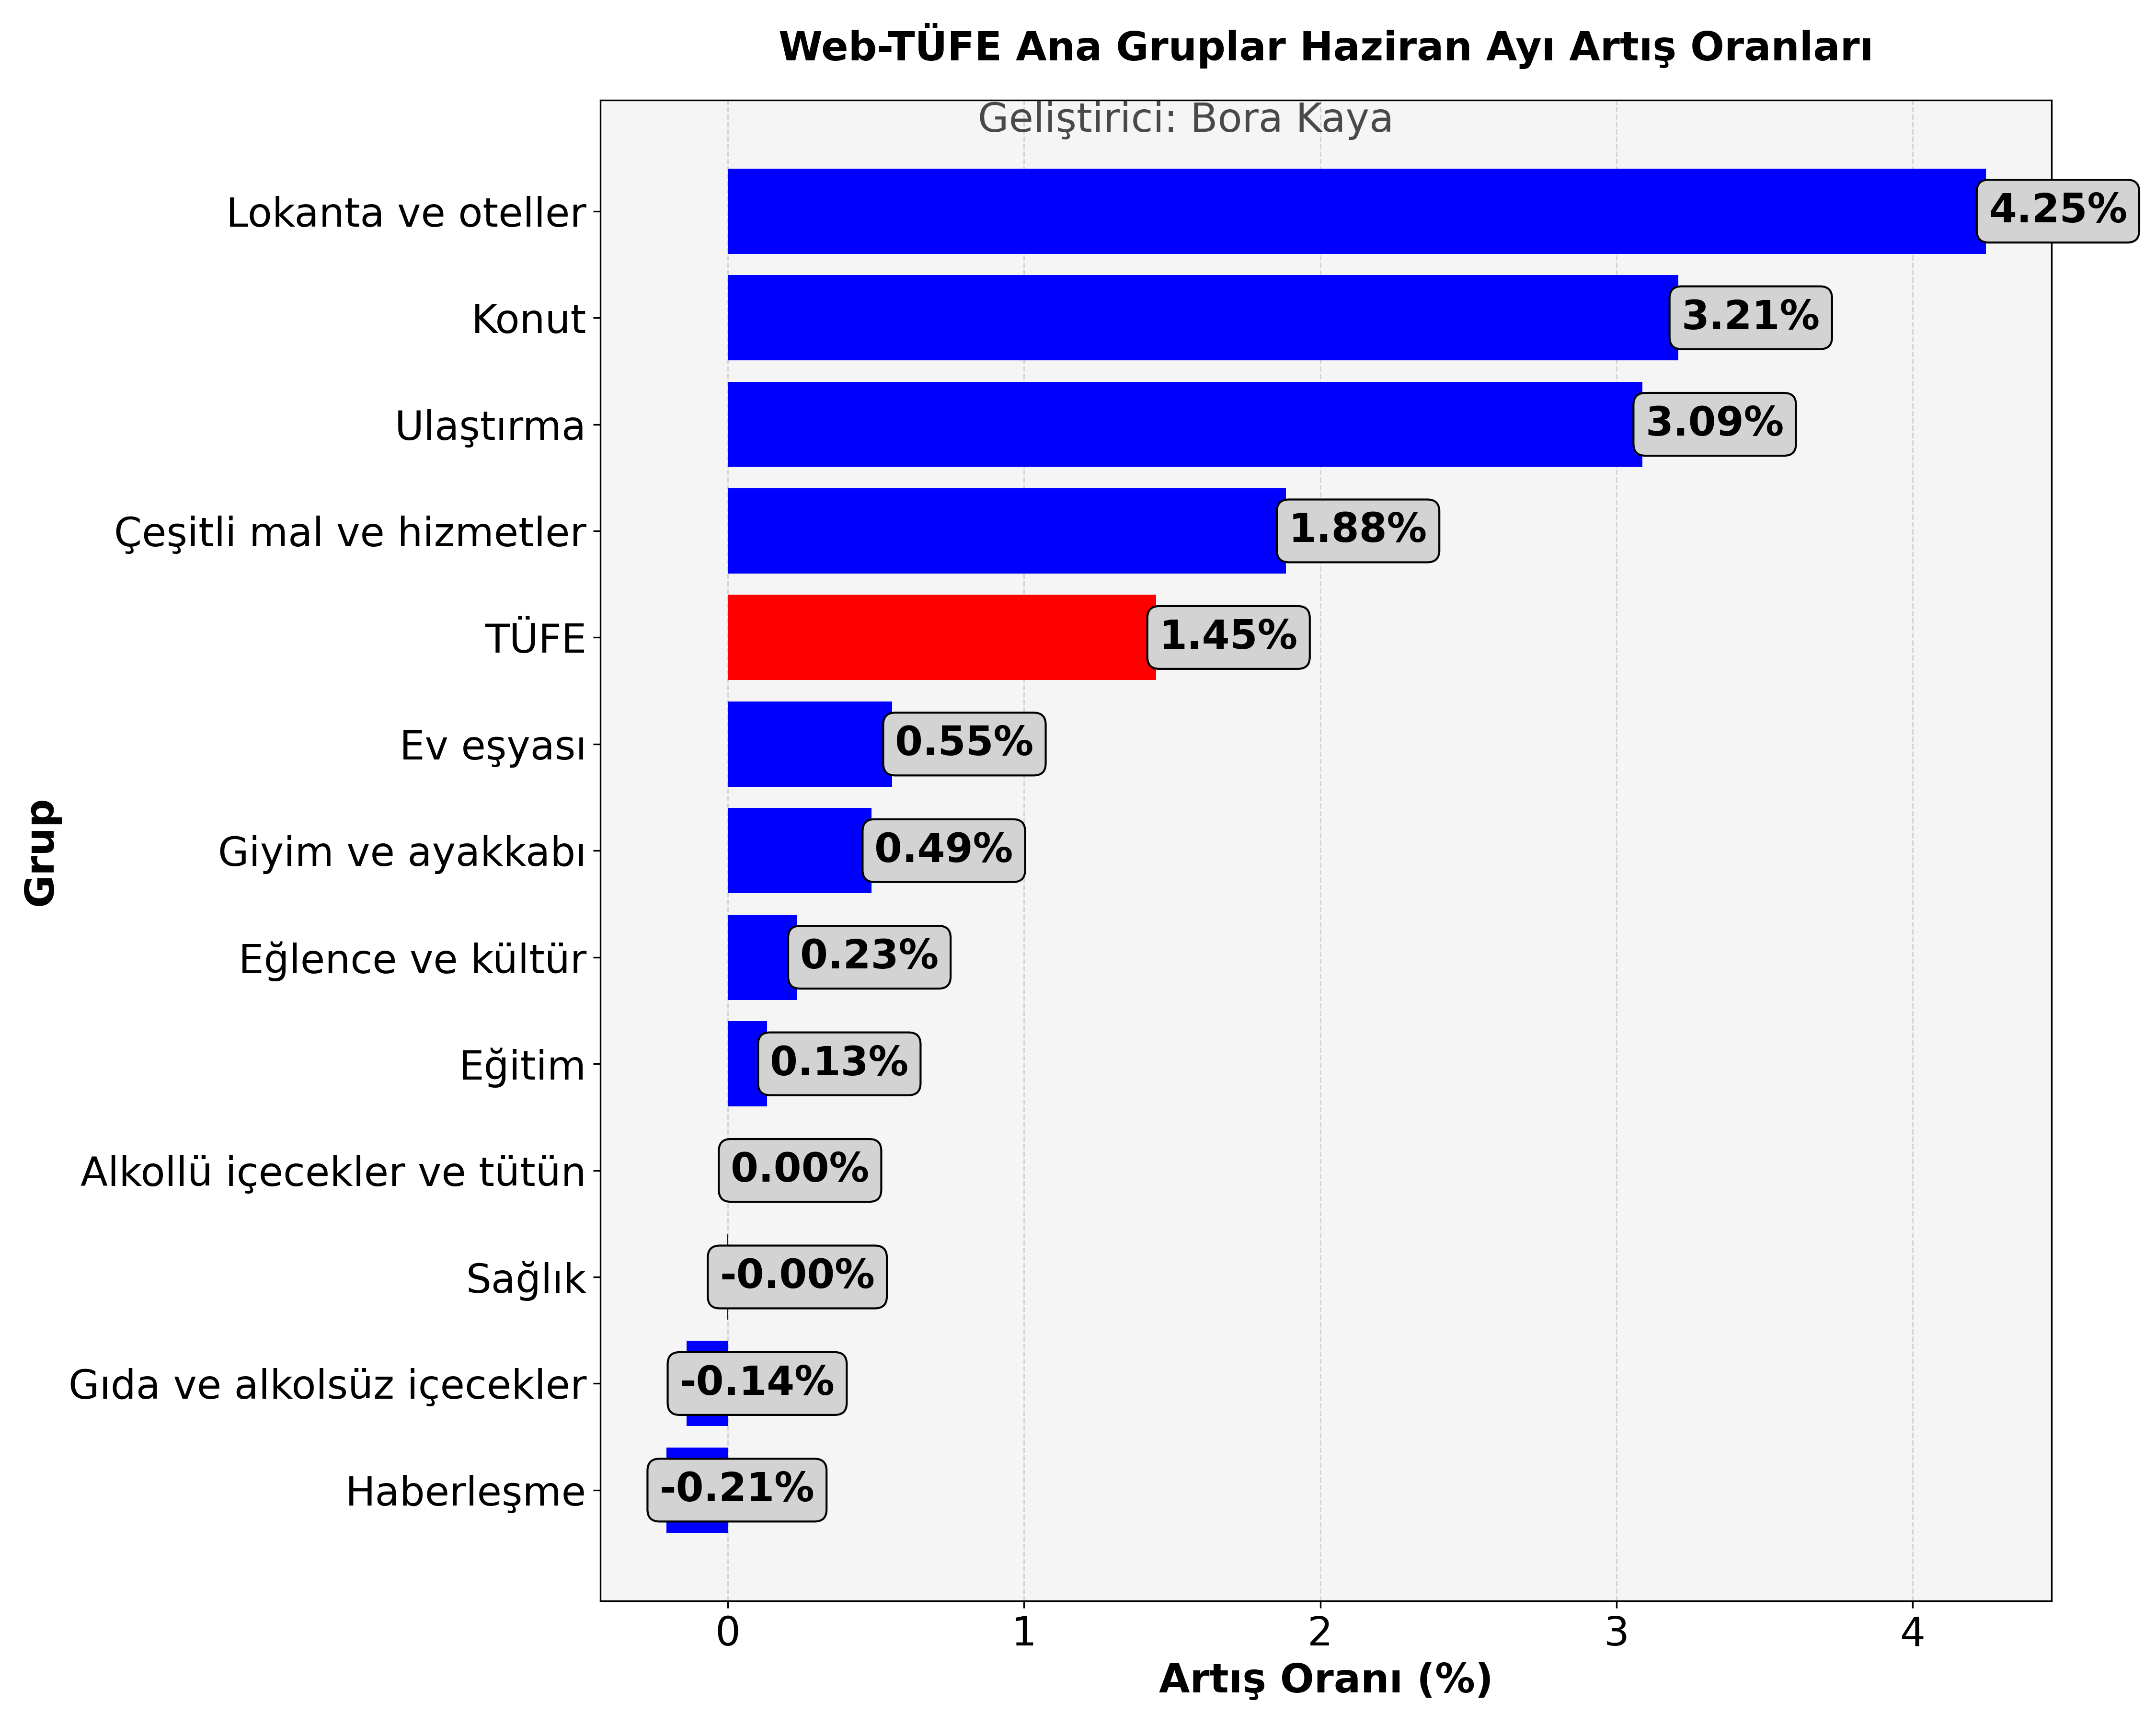 Web-TÜFE Ana Gruplar Haziran Ayı Artış Oranları
Geliştirici: Bora Kaya
Lokanta ve oteller 4.25%
Konut 3.21%
Ulaştırma 3.09%
Çeşitli mal ve hizmetler 1.88%
TÜFE 1.45%
Ev eşyası 0.55%
Giyim ve ayakkabı 0.49%
Eğlence ve kültür 0.23%
Eğitim 0.13%
Alkollü içecekler ve tütün 0.00%
Sağlık -0.00%
Gıda ve alkolsüz içecekler -0.14%
Haberleşme -0.21%
Grup
0 1 2 3 4
Artış Oranı (%)